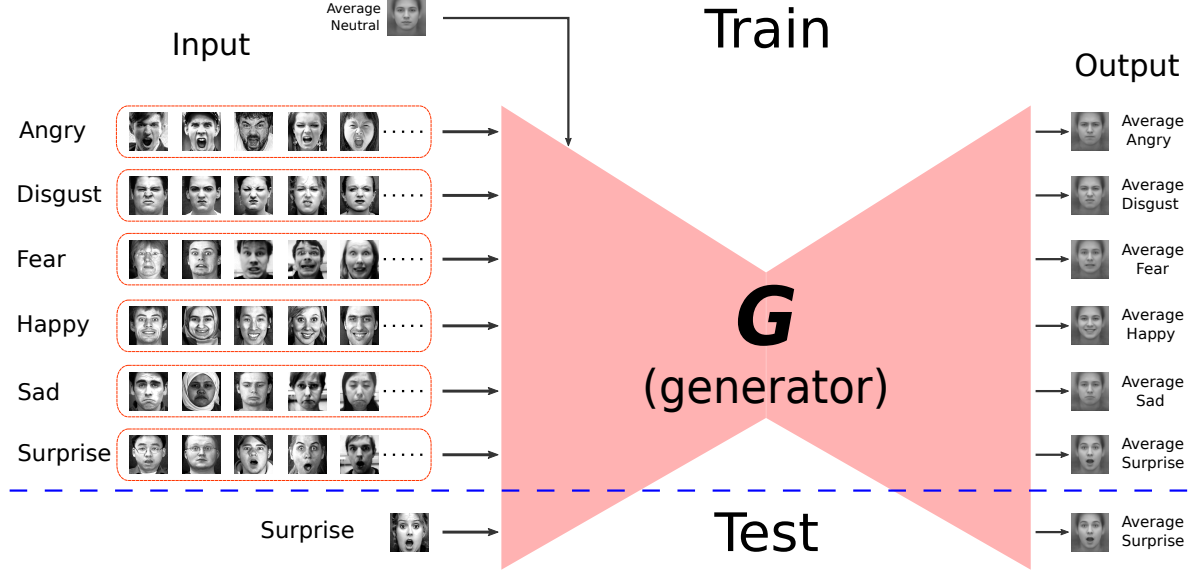 Average
Neutral
Train
Input
Output
Angry
.....
Average
Angry
Disgust
.....
Average
Disgust
Fear
.....
Average
Fear
G
(generator)
Happy
.....
Average
Happy
Sad
.....
Average
Sad
Surprise
.....
Average
Surprise
Surprise
Test
Average
Surprise